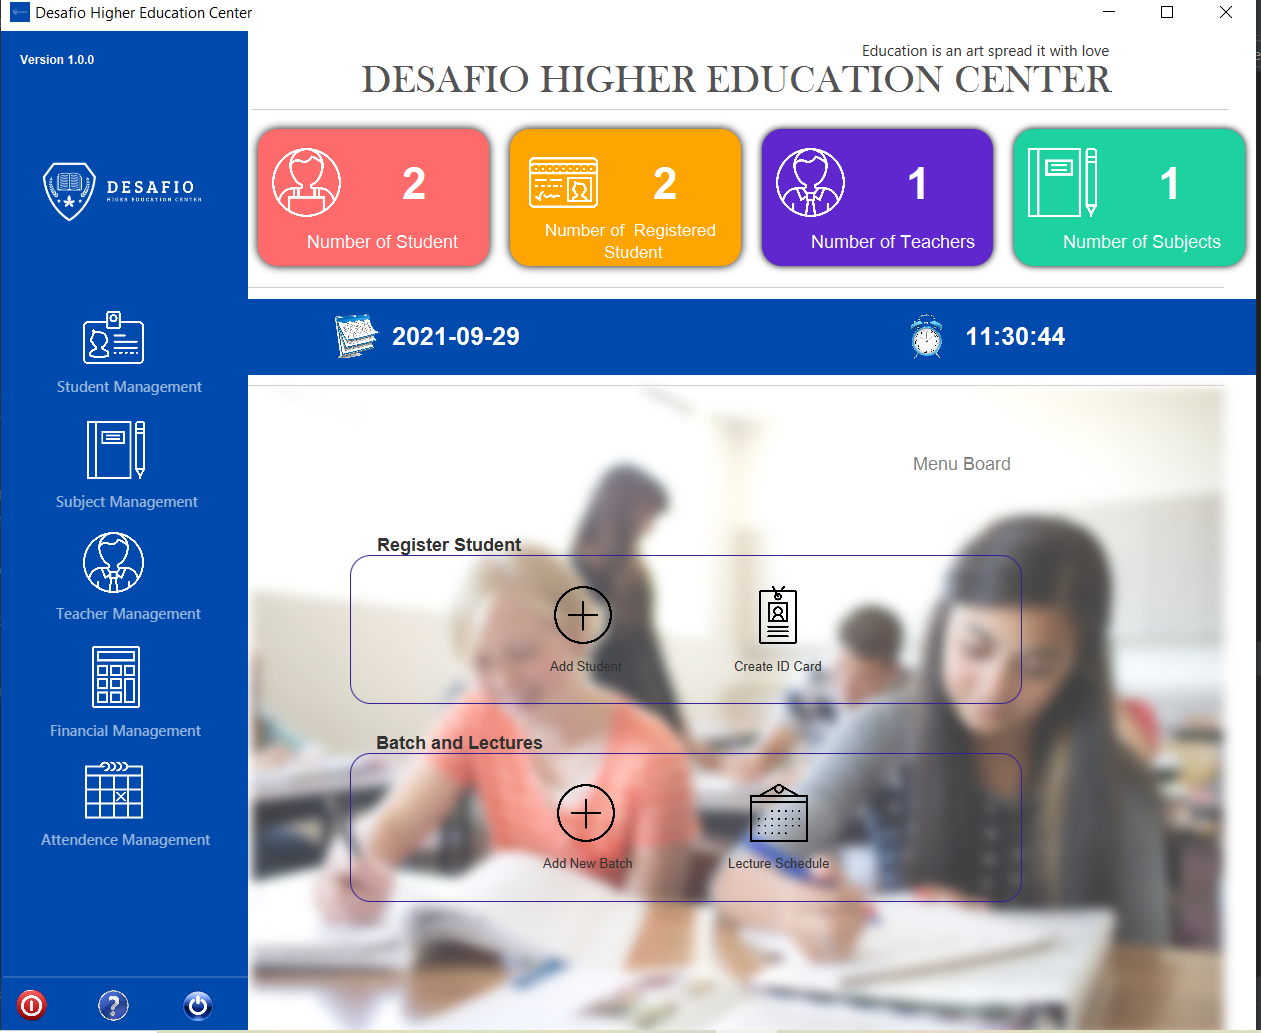 Desafio Higher Education Center
Version 1.0.0
DESAFIO
HIGER EDUCATION CENTER
Student Management
Subject Management
Teacher Management
Financial Management
Attendence Management
Education is an art spread it with love
DESAFIO HIGHER EDUCATION CENTER
2
Number of Student
2
Number of Registered
Student
1
Number of Teachers
1
Number of Subjects
2021-09-29
11:30:44
Menu Board
Register Student
Add Student
Create ID Card
Batch and Lectures
Add New Batch
Lecture Schedule